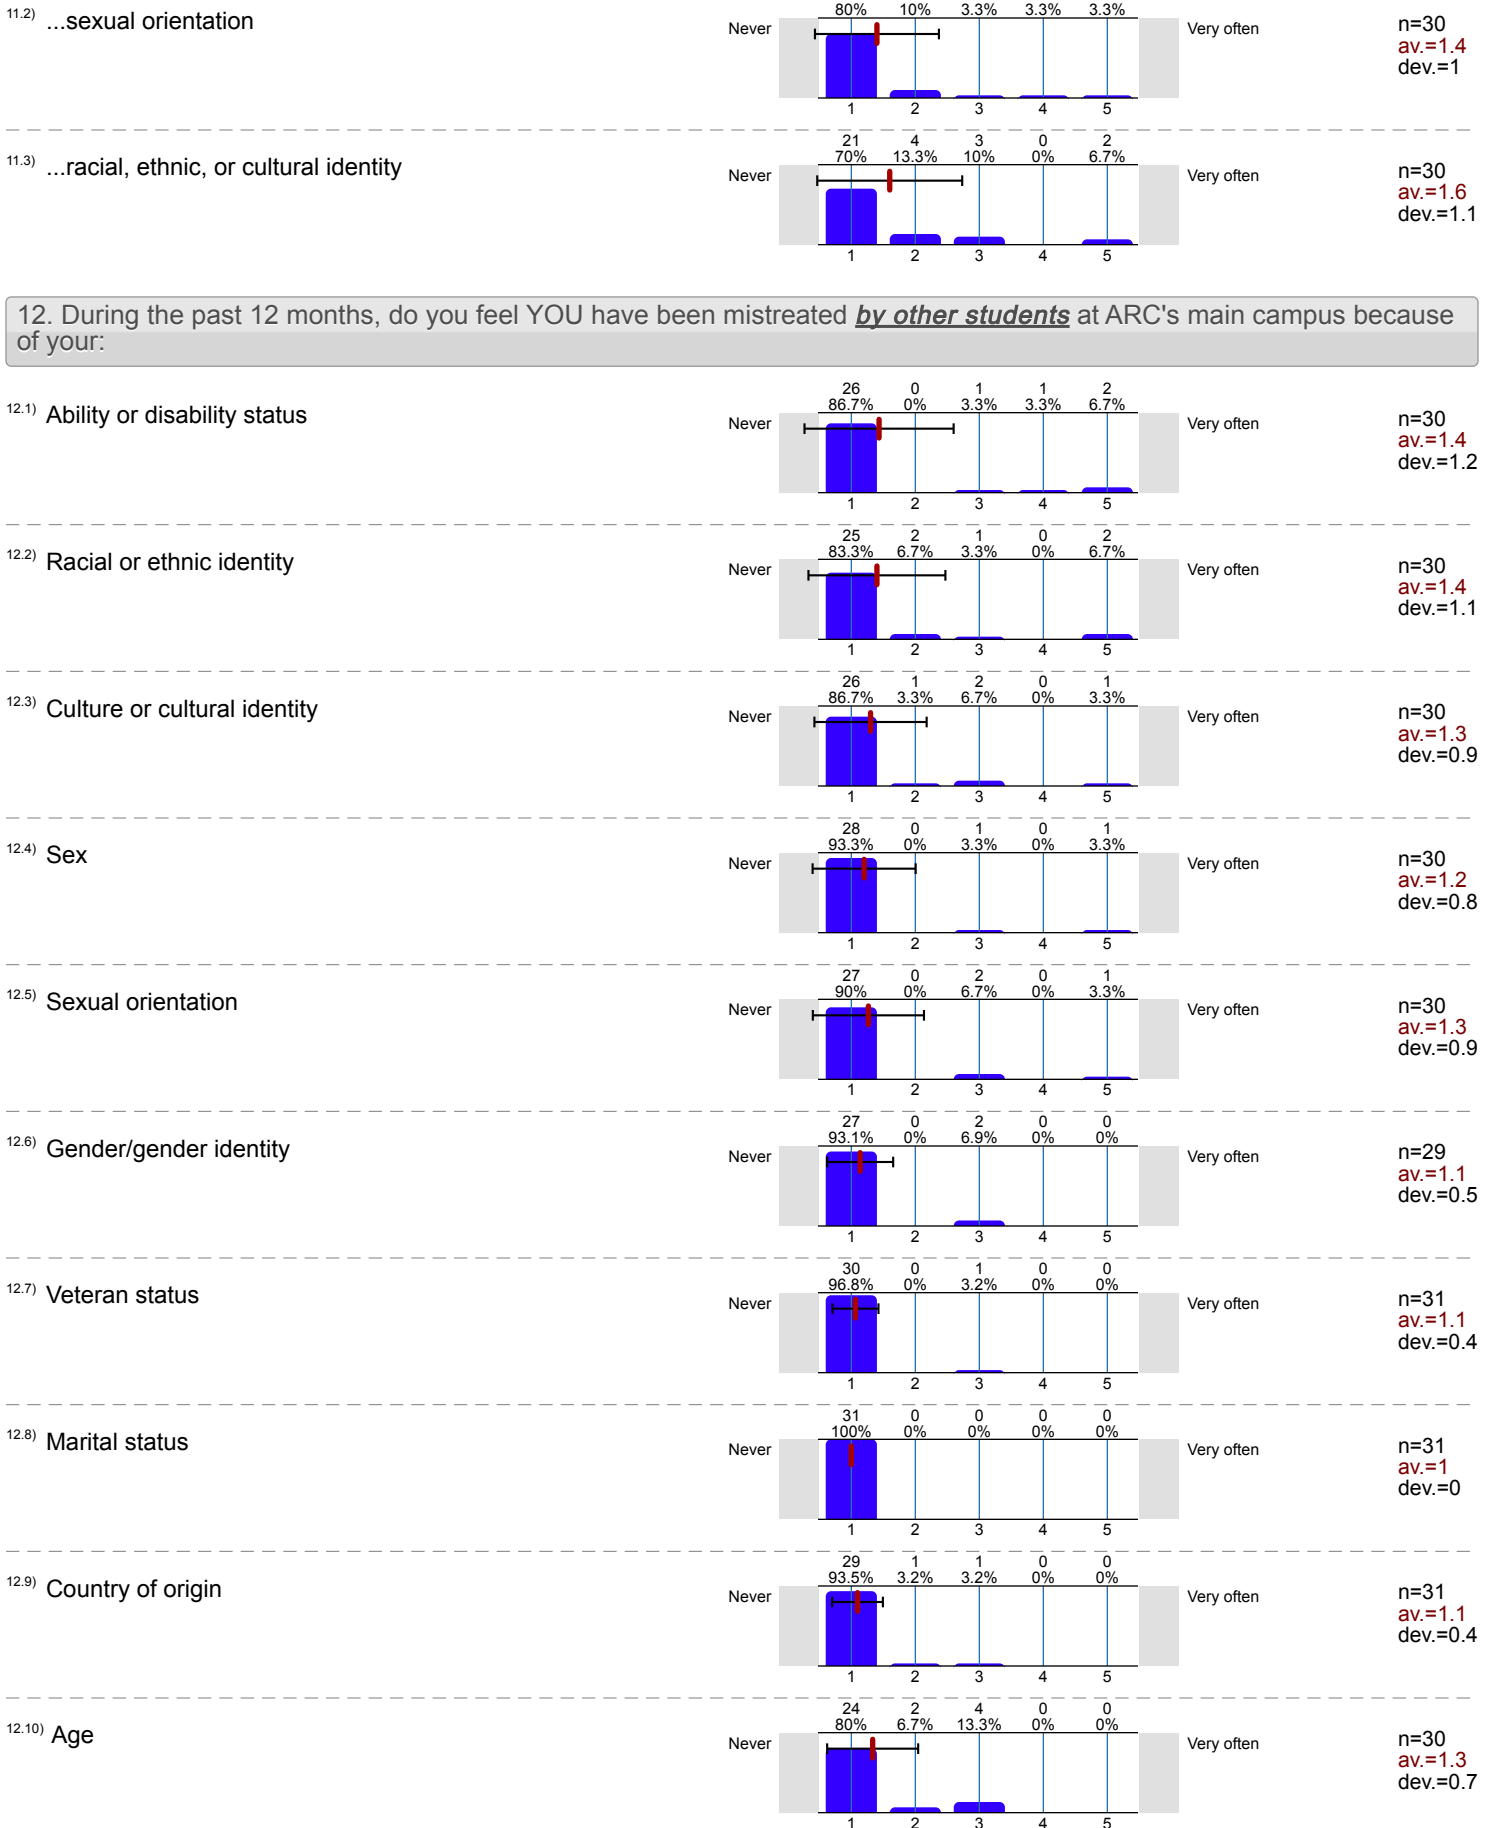 11.2) ...sexual orientation
80% 10% 3.3% 3.3% 3.3%
Never Very often
n=30
av.=1.4
dev.=1
1 2 3 4 5
11.3) ...racial, ethnic, or cultural identity
21 4 3 0 2
70% 13.3% 10% 0% 6.7%
Never Very often
n=30
av.=1.6
dev.=1.1
1 2 3 4 5
12. During the past 12 months, do you feel YOU have been mistreated by other students at ARC's main campus because
of your:
12.1) Ability or disability status
26 0 1 1 2
86.7% 0% 3.3% 3.3% 6.7%
Never Very often
n=30
av.=1.4
dev.=1.2
1 2 3 4 5
12.2) Racial or ethnic identity
25 2 1 0 2
83.3% 6.7% 3.3% 0% 6.7%
Never Very often
n=30
av.=1.4
dev.=1.1
1 2 3 4 5
12.3) Culture or cultural identity
26 1 2 0 1
86.7% 3.3% 6.7% 0% 3.3%
Never Very often
n=30
av.=1.3
dev.=0.9
1 2 3 4 5
12.4) Sex
28 0 1 0 1
93.3% 0% 3.3% 0% 3.3%
Never Very often
n=30
av.=1.2
dev.=0.8
1 2 3 4 5
12.5) Sexual orientation
27 0 2 0 1
90% 0% 6.7% 0% 3.3%
Never Very often
n=30
av.=1.3
dev.=0.9
1 2 3 4 5
12.6) Gender/gender identity
27 0 2 0 0
93.1% 0% 6.9% 0% 0%
Never Very often
n=29
av.=1.1
dev.=0.5
1 2 3 4 5
12.7) Veteran status
30 0 1 0 0
96.8% 0% 3.2% 0% 0%
Never Very often
n=31
av.=1.1
dev.=0.4
1 2 3 4 5
12.8) Marital status
31 0 0 0 0
100% 0% 0% 0% 0%
Never Very often
n=31
av.=1
dev.=0
1 2 3 4 5
12.9) Country of origin
29 1 1 0 0
93.5% 3.2% 3.2% 0% 0%
Never Very often
n=31
av.=1.1
dev.=0.4
1 2 3 4 5
12.10) Age
24 2 4 0 0
80% 6.7% 13.3% 0% 0%
Never Very often
n=30
av.=1.3
dev.=0.7
1 2 3 4 5